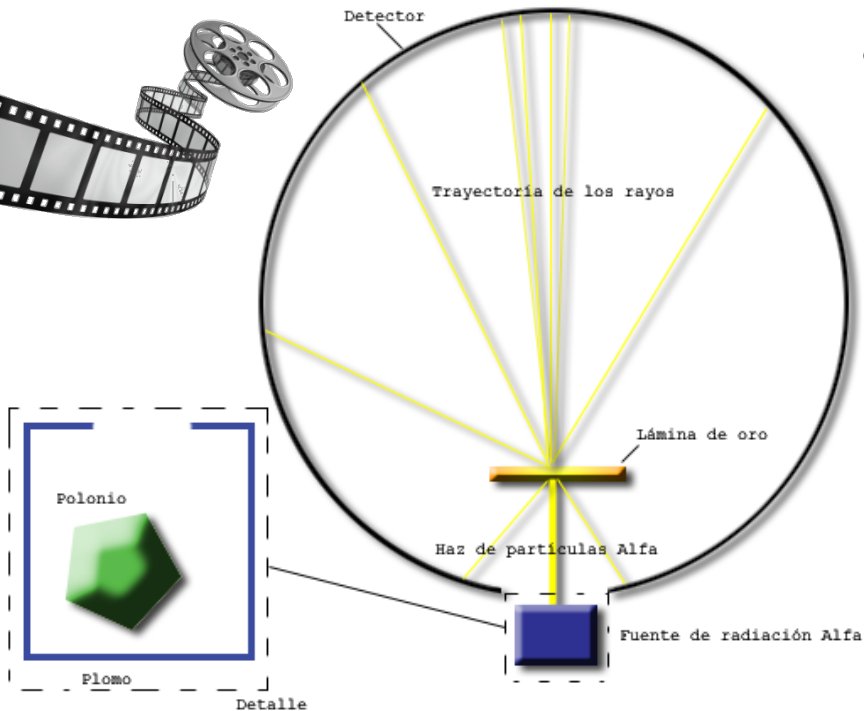 Detector
Trayectoria de los rayos
Lámina de oro
Polonio
Haz de partículas Alfa
Fuente de radiación Alfa
Plomo
Detalle